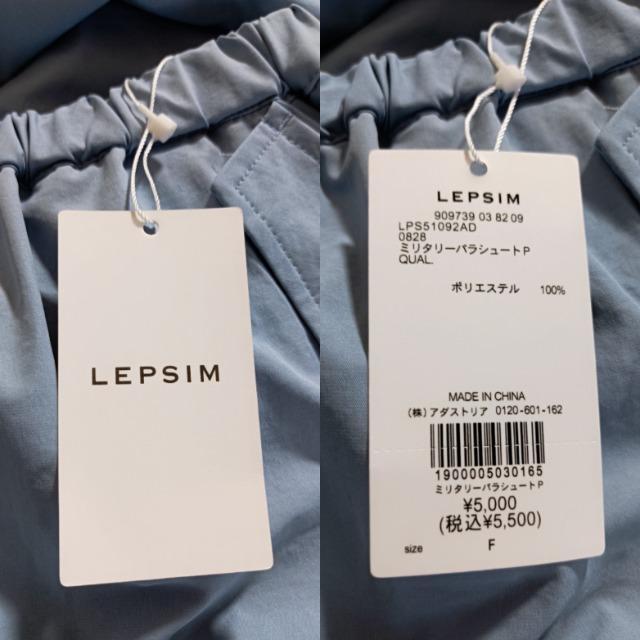 LEPSIM
LEPSIM
909739 03 82 09
LPS51092AD
0828
ミリタリーパラシュートP
QUAL.
ポリエステル 100%
MADE IN CHINA
(株)アダストリア 0120-601-162
1900005030165
ミリタリーパラシュートP
¥5,000
(税込¥5,500)
size F